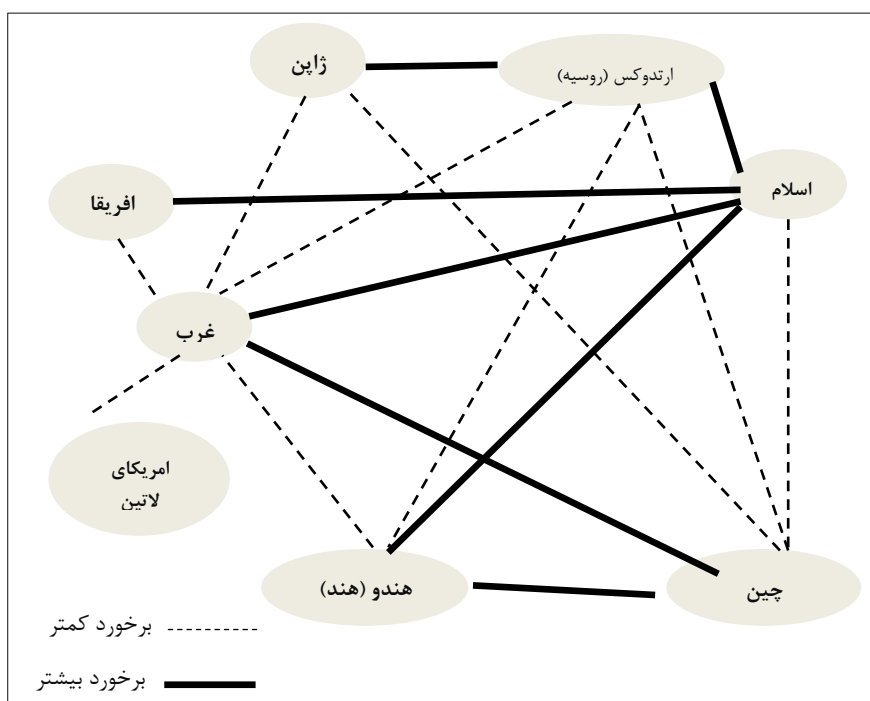 ژاپن
ارتدوکس (روسیه)
اسلام
افریقا
غرب
امریکای
لاتین
هندو (هند)
چین
برخورد کمتر
برخورد بیشتر